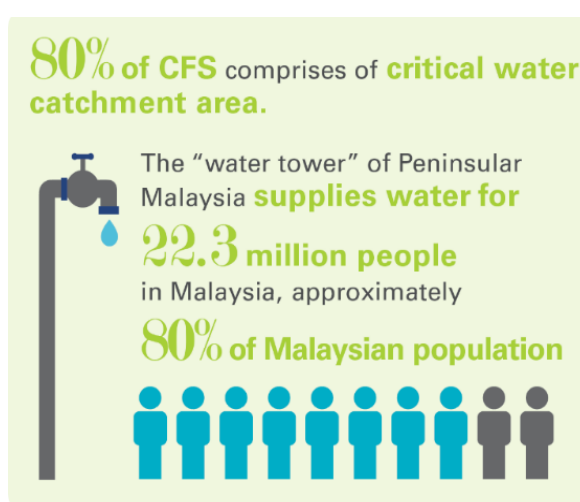 80% of CFS comprises of critical water
catchment area.
The “water tower” of Peninsular
Malaysia supplies water for
22.3 million people
in Malaysia, approximately
80% of Malaysian population